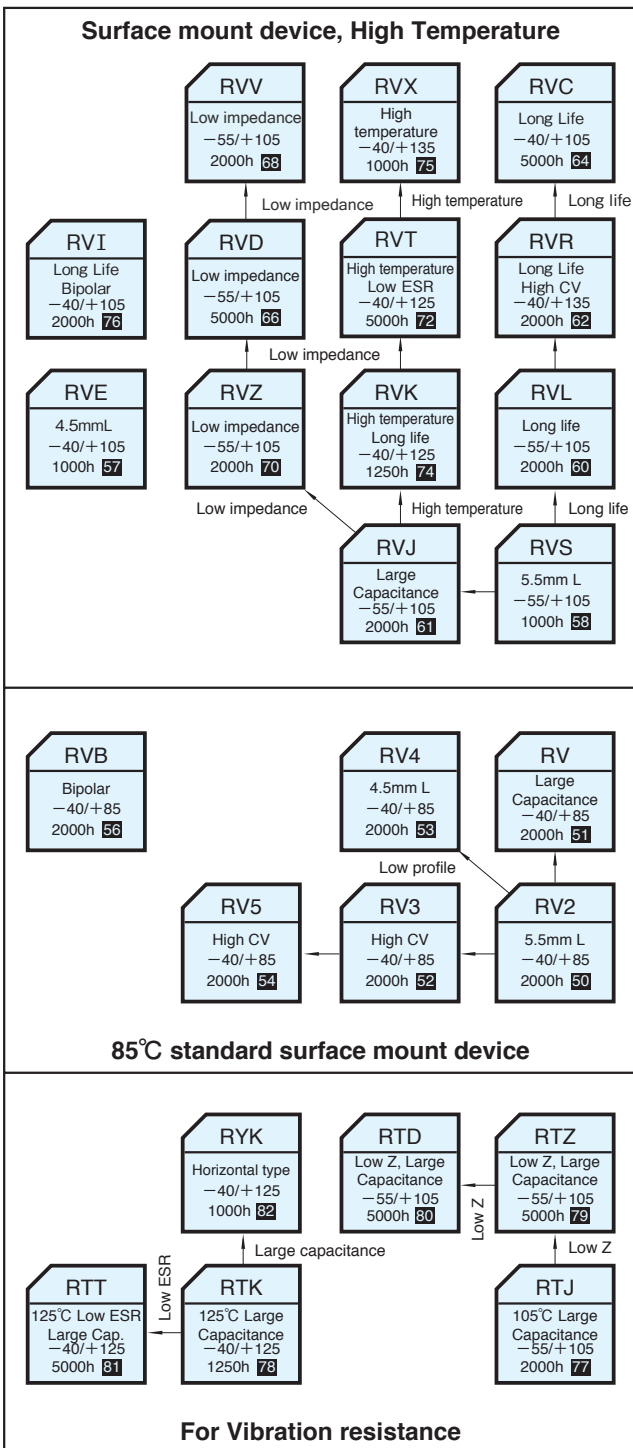 Surface mount device, High Temperature
RVV
Low impedance
−55/+105
2000h 68
RVX
High
temperature
−40/+135
1000h 75
RVC
Long Life
−40/+105
5000h 64
Low impedance
High temperature
Long life
RVI
Long Life
Bipolar
−40/+105
2000h 76
RVD
Low impedance
−55/+105
5000h 66
RVT
High temperature
Low ESR
−40/+125
5000h 72
RVR
Long Life
High CV
−40/+135
2000h 62
Low impedance
RVE
4.5mmL
−40/+105
1000h 57
RVZ
Low impedance
−55/+105
2000h 70
RVK
High temperature
Long life
−40/+125
1250h 74
RVL
Long life
−55/+105
2000h 60
Low impedance
High temperature
Long life
RVJ
Large
Capacitance
−55/+105
2000h 61
RVS
5.5mm L
−55/+105
1000h 58
RVB
Bipolar
−40/+85
2000h 56
RV4
4.5mm L
−40/+85
2000h 53
RV
Large
Capacitance
−40/+85
2000h 51
Low profile
RV5
High CV
−40/+85
2000h 54
RV3
High CV
−40/+85
2000h 52
RV2
5.5mm L
−40/+85
2000h 50
85℃ standard surface mount device
RYK
Horizontal type
−40/+125
1000h 82
RTD
Low Z, Large
Capacitance
−55/+105
5000h 80
Low Z
RTZ
Low Z, Large
Capacitance
−55/+105
5000h 79
Large capacitance
Low Z
RTT
125℃ Low ESR
Large Cap.
−40/+125
5000h 81
Low ESR
RTK
125℃ Large
Capacitance
−40/+125
1250h 78
RTJ
105℃ Large
Capacitance
−55/+105
2000h 77
For Vibration resistance